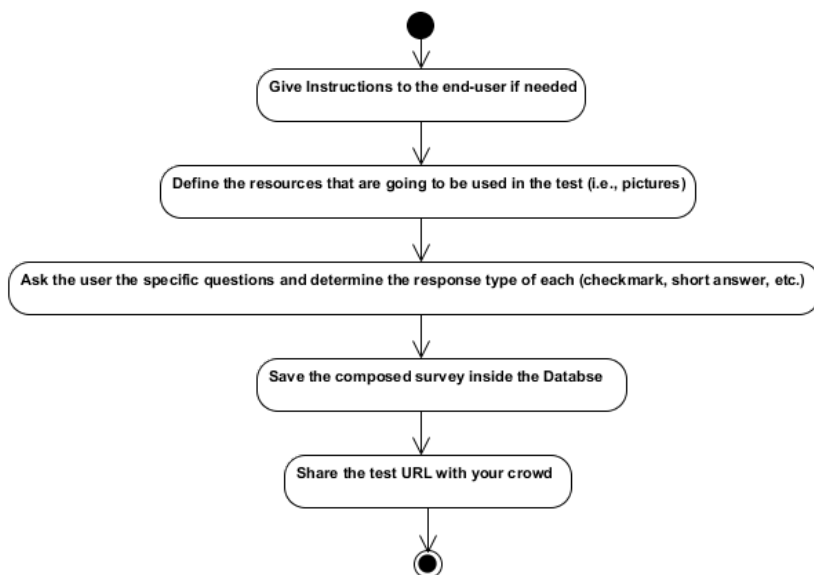 Give Instructions to the end-user if needed
Define the resources that are going to be used in the test (i.e., pictures)
Ask the user the specific questions and determine the response type of each (checkmark, short answer, etc.)
Save the composed survey inside the Databse
Share the test URL with your crowd